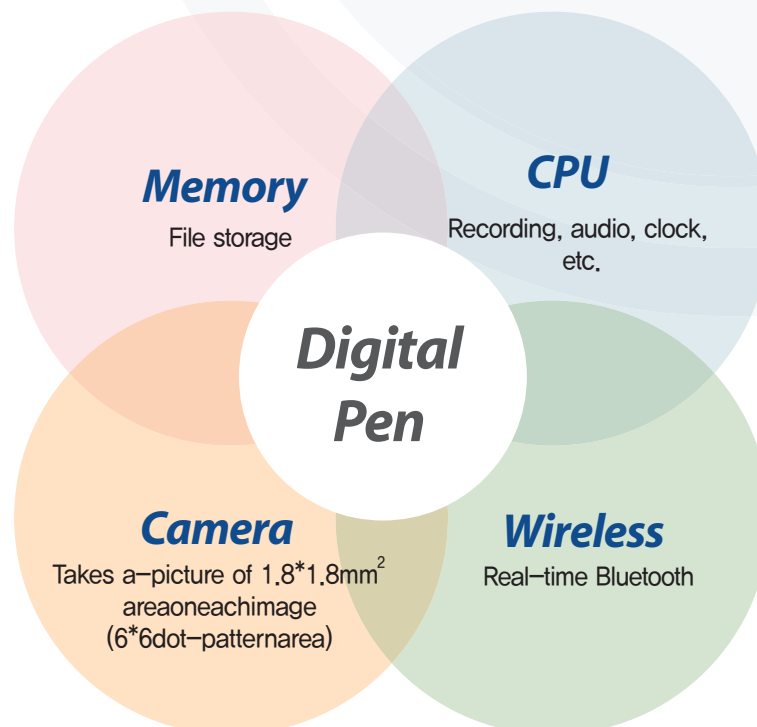 Memory
File storage
CPU
Recording, audio, clock,
etc.
Digital
Pen
Camera
Takes a-picture of 1.8*1.8mm²
areaoneachimage
(6*6dot-patternarea)
Wireless
Real-time Bluetooth